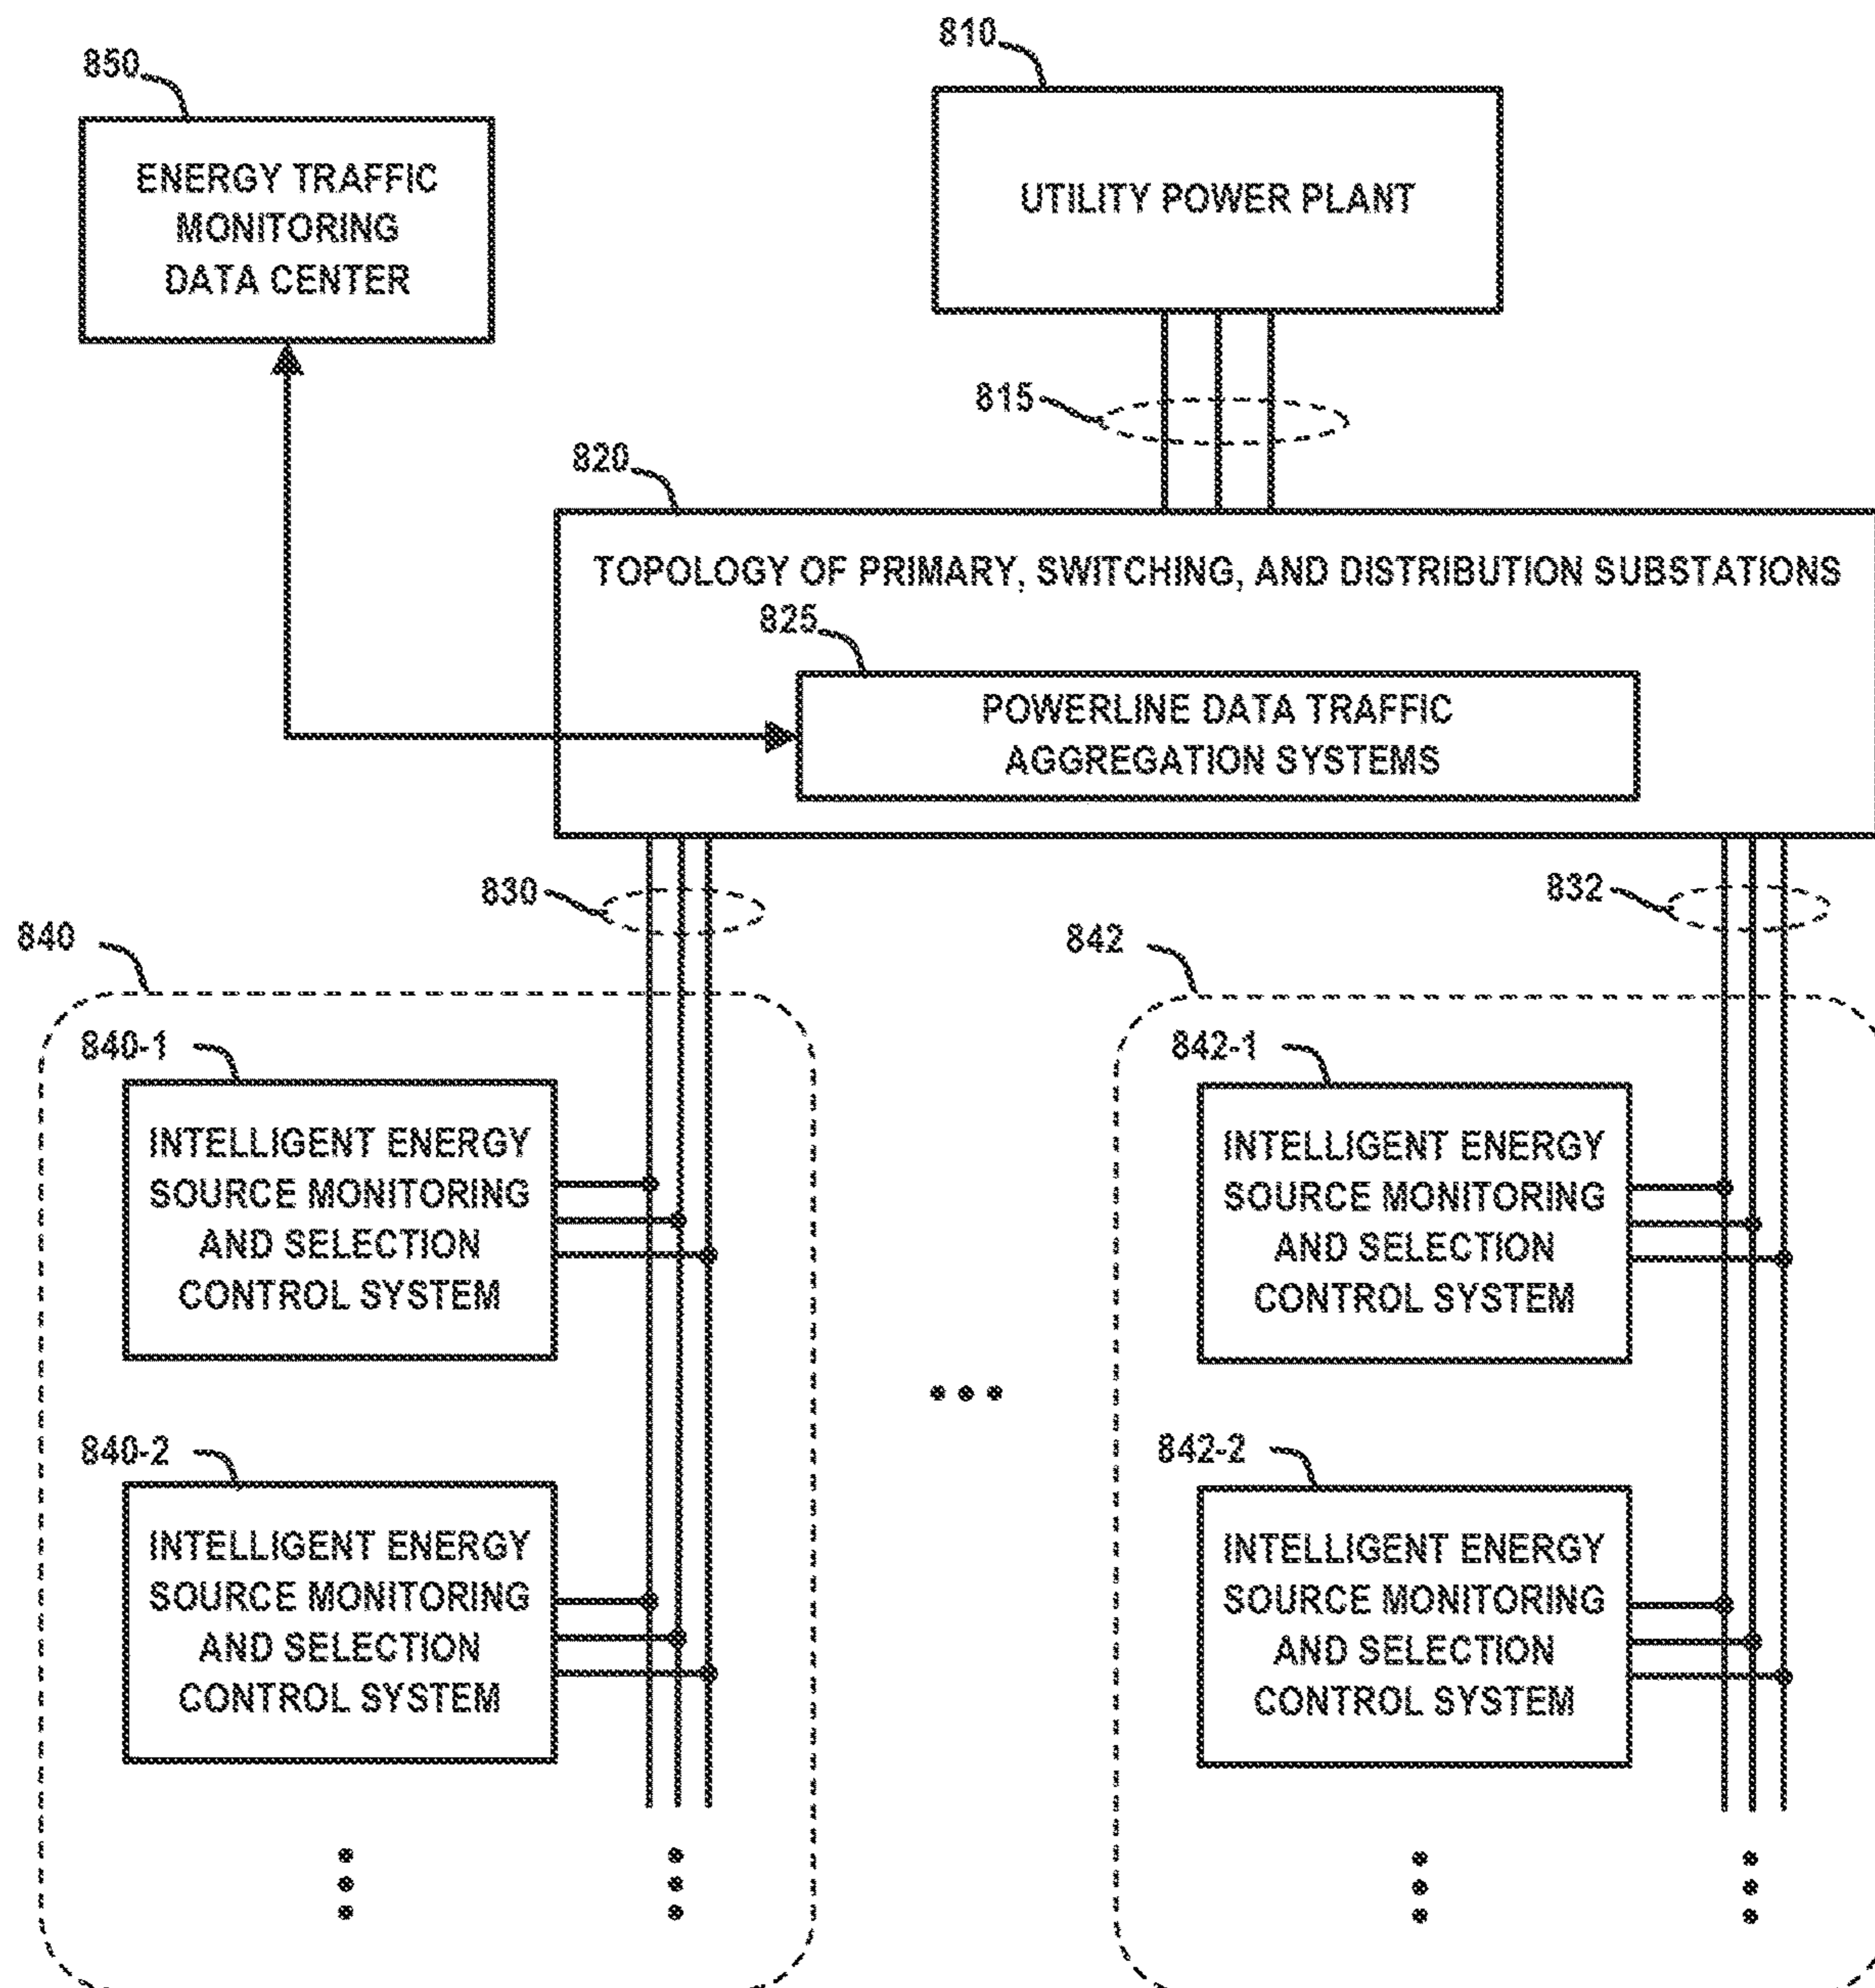 810
850
ENERGY TRAFFIC
MONITORING
DATA CENTER
UTILITY POWER PLANT
815
820
TOPOLOGY OF PRIMARY, SWITCHING, AND DISTRIBUTION SUBSTATIONS
825
POWERLINE DATA TRAFFIC
AGGREGATION SYSTEMS
830
832
840
842
840-1
INTELLIGENT ENERGY
SOURCE MONITORING
AND SELECTION
CONTROL SYSTEM
842-1
INTELLIGENT ENERGY
SOURCE MONITORING
AND SELECTION
CONTROL SYSTEM
840-2
INTELLIGENT ENERGY
SOURCE MONITORING
AND SELECTION
CONTROL SYSTEM
842-2
INTELLIGENT ENERGY
SOURCE MONITORING
AND SELECTION
CONTROL SYSTEM